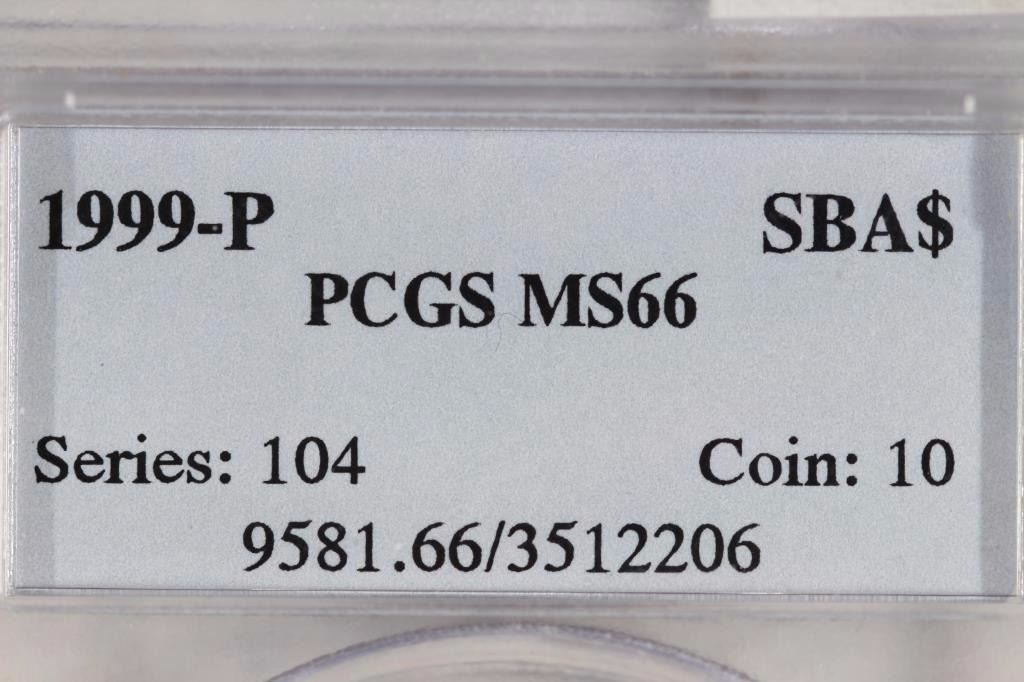 1999-P SBA$
PCGS MS66
Series: 104 Coin: 10
9581.66/3512206